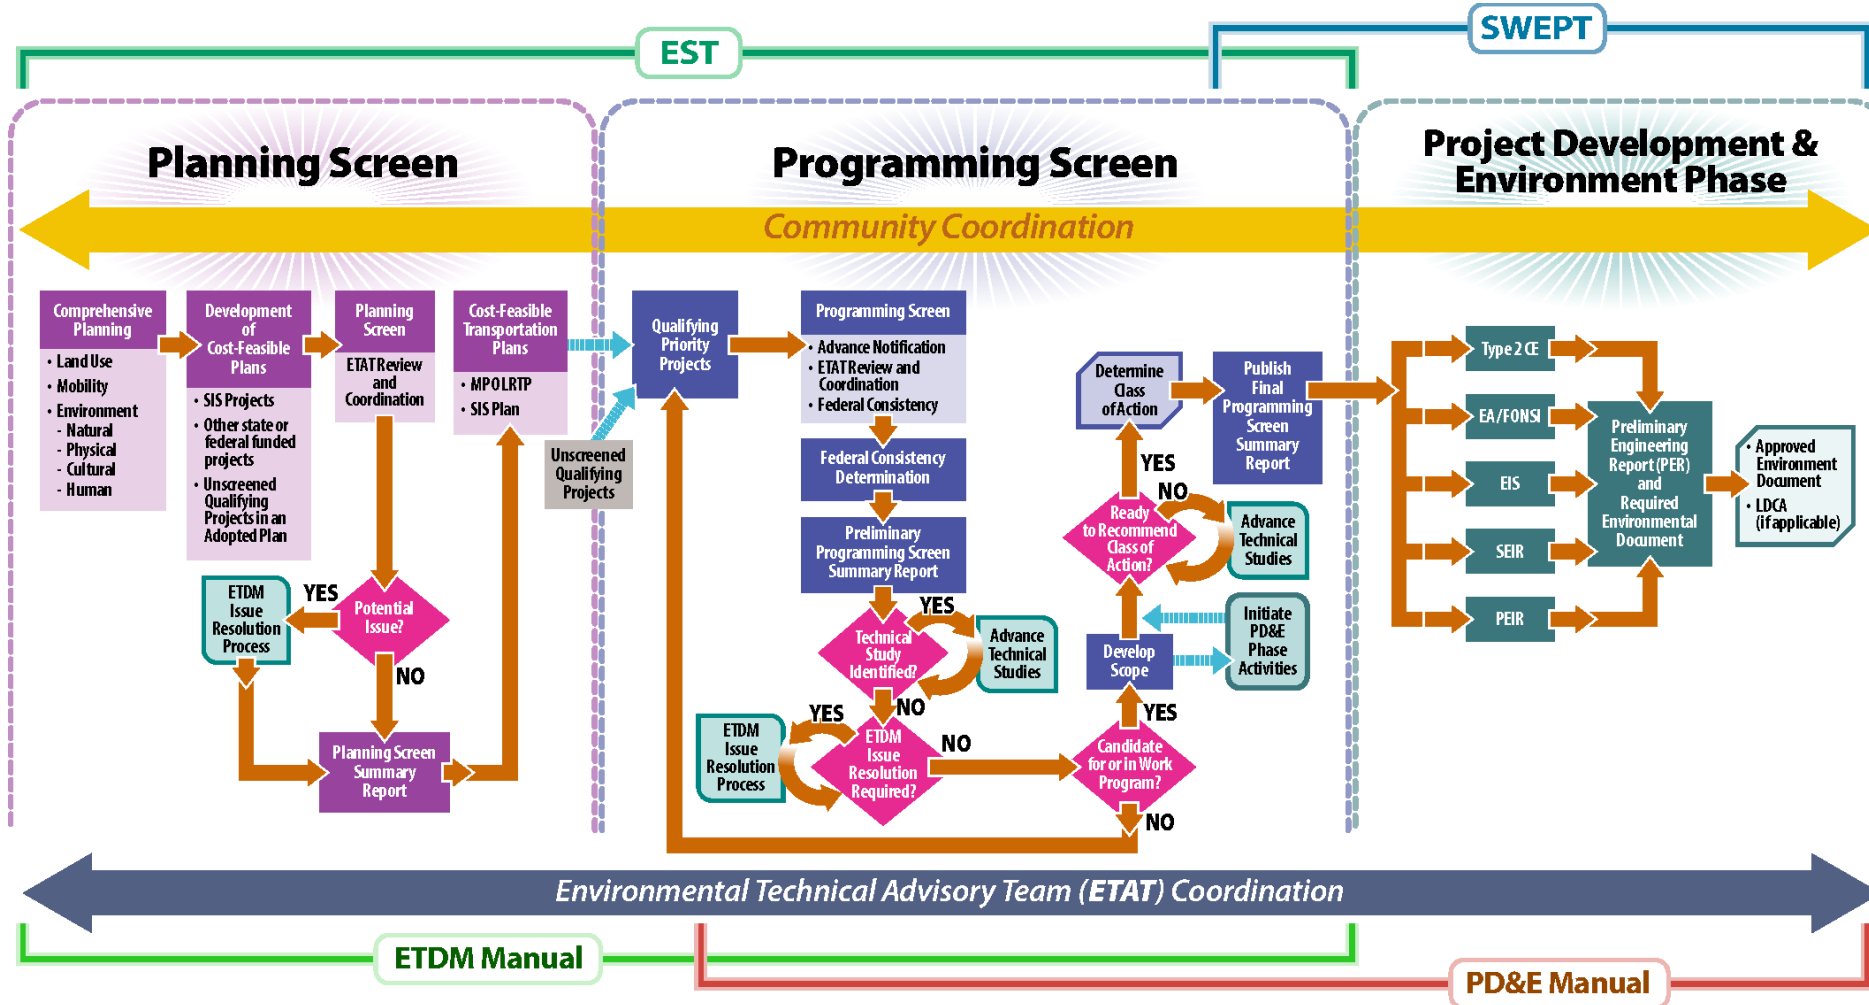 EST
SWEPT
Planning Screen
Programming Screen
Project Development &
Environment Phase
Community Coordination
Comprehensive
Planning
• Land Use
• Mobility
• Environment
- Natural
- Physical
- Cultural
- Human
Development
of
Cost-Feasible
Plans
• SIS Projects
• Other state or
federal funded
projects
• Unscreened
Qualifying
Projects in an
Adopted Plan
Planning
Screen
ETAT Review
and
Coordination
Cost-Feasible
Transportation
Plans
• MPO LRTP
• SIS Plan
ETDM
Issue
Resolution
Process
YES
Potential
Issue?
NO
Planning Screen
Summary
Report
Unscreened
Qualifying
Projects
Qualifying
Priority
Projects
Programming Screen
• Advance Notification
• ETAT Review and
Coordination
• Federal Consistency
Federal Consistency
Determination
Preliminary
Programming Screen
Summary Report
YES
Technical
Study
Identified?
Advance
Technical
Studies
NO
YES
ETDM
Issue
Resolution
Process
ETDM
Issue
Resolution
Required?
NO
Candidate
for or in Work
Program?
NO
YES
Develop
Scope
Initiate
PD&E
Phase
Activities
Ready
to Recommend
Class of
Action?
NO
Advance
Technical
Studies
YES
Determine
Class
of Action
Publish
Final
Programming
Screen
Summary
Report
Type 2 CE
EA/FONSI
EIS
SEIR
PEIR
Preliminary
Engineering
Report (PER)
and
Required
Environmental
Document
• Approved
Environment
Document
• LDCA
(if applicable)
Environmental Technical Advisory Team (ETAT) Coordination
ETDM Manual
PD&E Manual